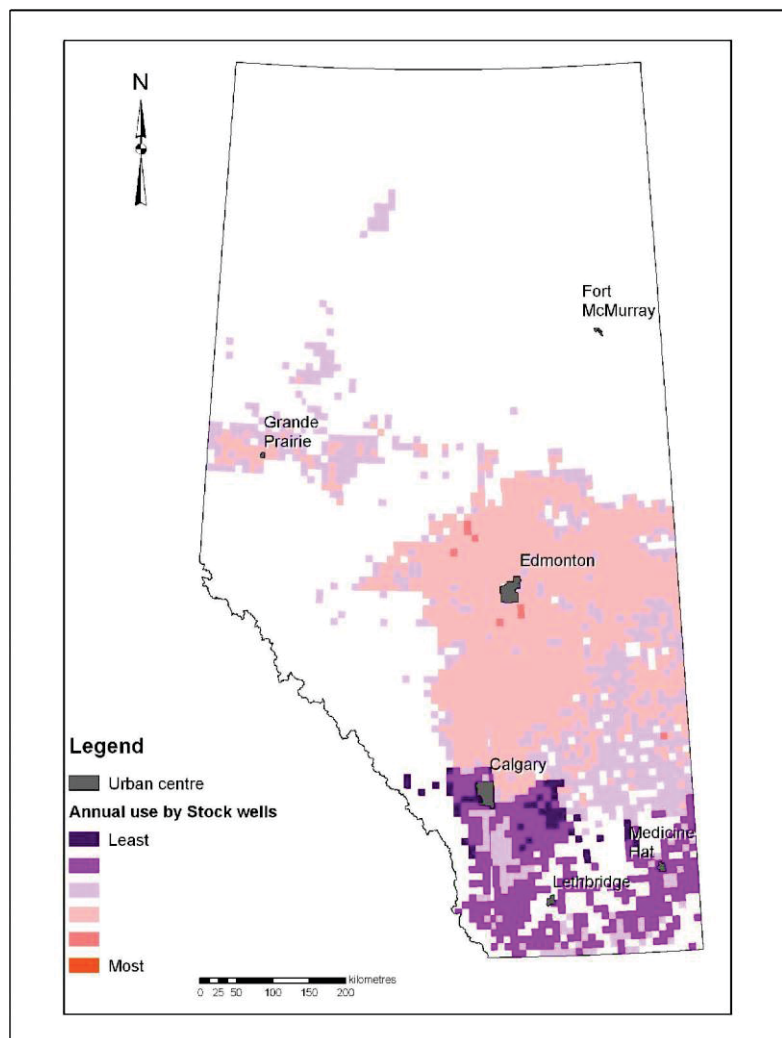 N
Fort
McMurray
Grande
Prairie
Edmonton
Calgary
Medicine
Hat
Lethbridge
Legend
Urban centre
Annual use by Stock wells
Least
Most
kilometres
0 25 50 100 150 200